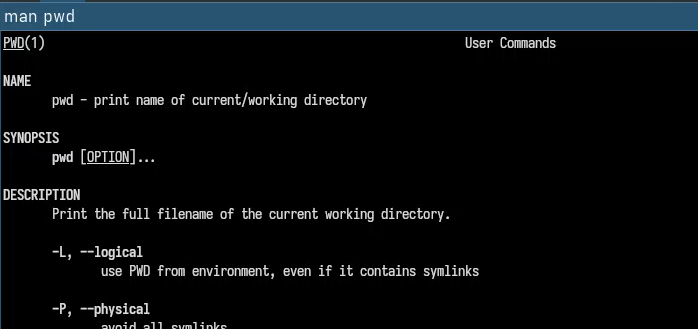 man pwd
PWD(1) User Commands
NAME
pwd - print name of current/working directory
SYNOPSIS
pwd [OPTION]...
DESCRIPTION
Print the full filename of the current working directory.
-L, --logical
use PWD from environment, even if it contains symlinks
-P, --physical
avoid all symlinks